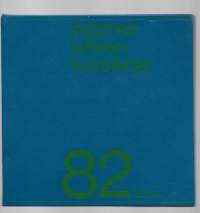 suomen
taiteen
vuosikirja
82